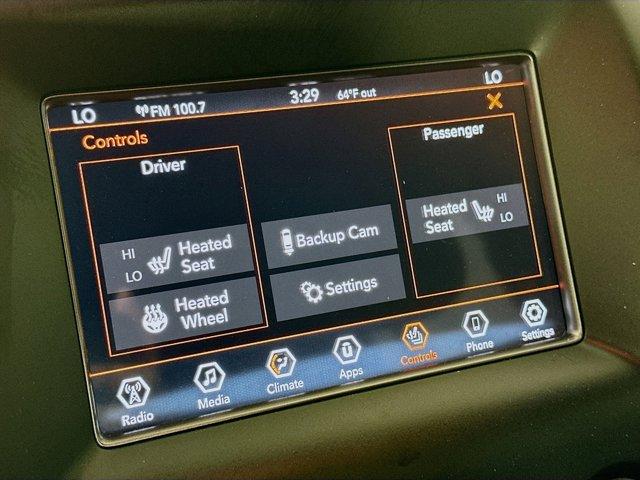 LO
FM 100.7
3:29
64°F out
LO
Controls
Driver
Passenger
HI
LO
Heated
Seat
Heated
Wheel
Backup Cam
Settings
Heated
Seat
HI
LO
Radio
Media
Climate
Apps
Controls
Phone
Settings